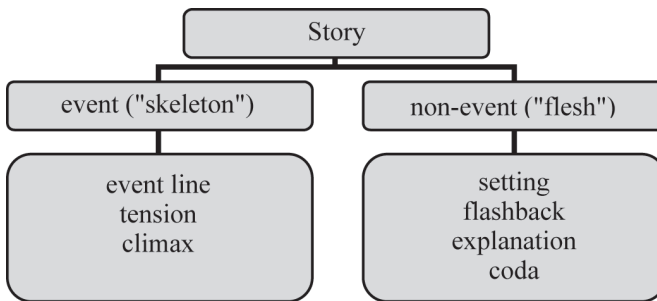 Story
event ("skeleton")
non-event ("flesh")
event line
tension
climax
setting
flashback
explanation
coda